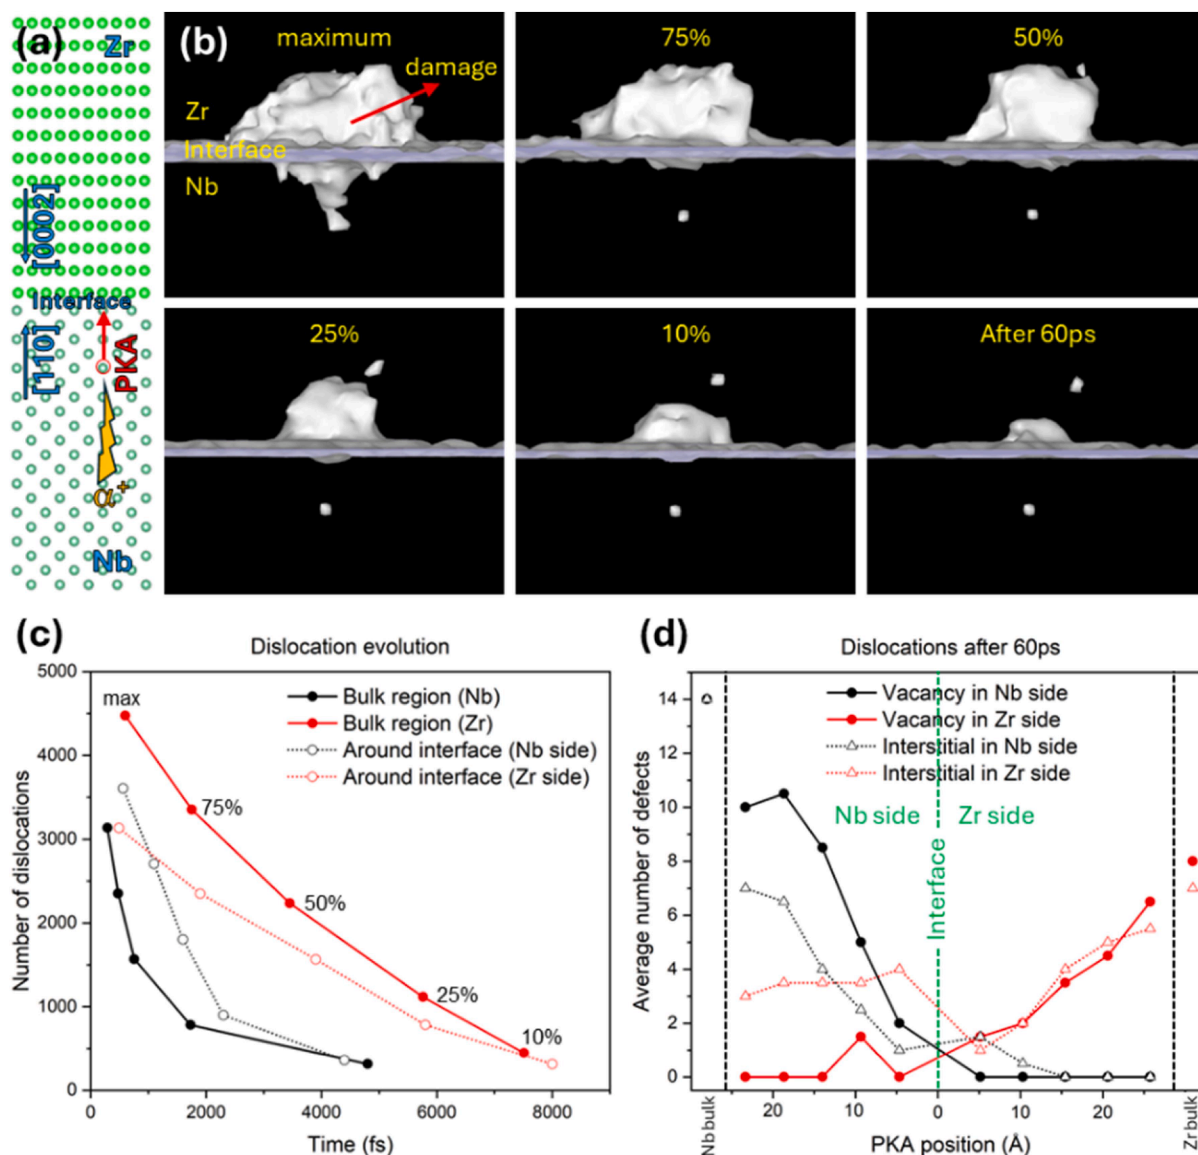 (a)
Zr
[0002]
Interface
[110]
PKA
α+
Nb
(b)
maximum
damage
Zr
Interface
Nb
75%
50%
25%
10%
After 60ps
(c)
Dislocation evolution
Number of dislocations
5000
4000
3000
2000
1000
0
max
75%
50%
25%
10%
Bulk region (Nb)
Bulk region (Zr)
Around interface (Nb side)
Around interface (Zr side)
0
2000
4000
6000
8000
Time (fs)
(d)
Dislocations after 60ps
Average number of defects
14
12
10
8
6
4
2
0
Vacancy in Nb side
Vacancy in Zr side
Interstitial in Nb side
Interstitial in Zr side
Nb side
Zr side
Interface
Nb bulk
20
10
0
10
20
Zr bulk
PKA position (Å)